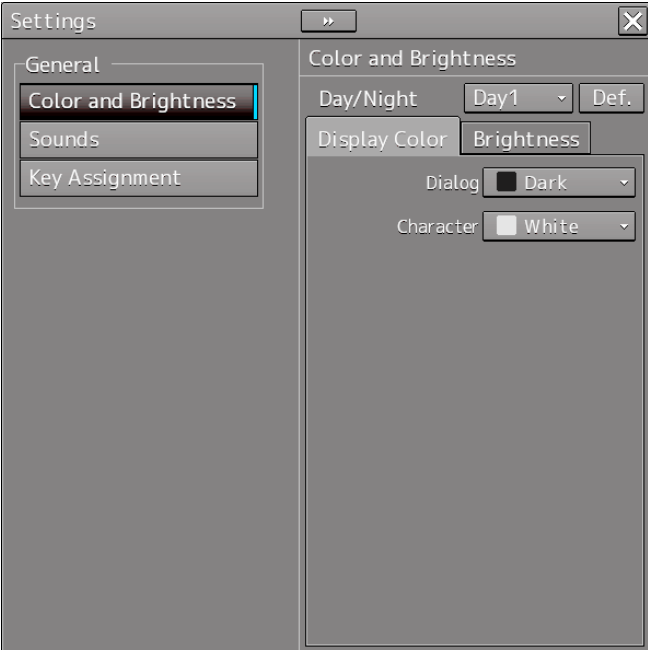 Settings
General
Color and Brightness
Sounds
Key Assignment
Color and Brightness
Day/Night Day1 Def.
Display Color Brightness
Dialog Dark
Character White